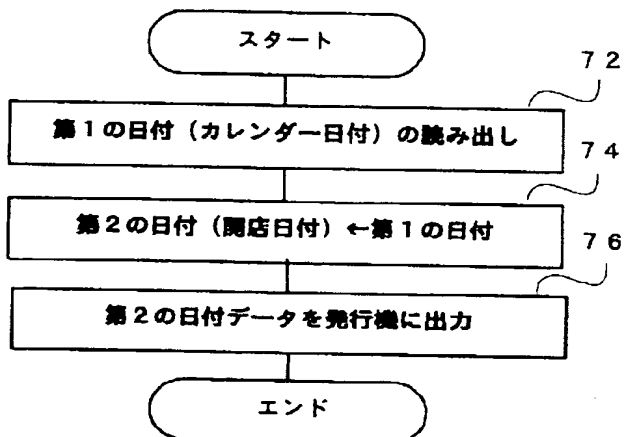 スタート
72
第1の日付（カレンダー日付）の読み出し
74
第2の日付（開店日付）←第1の日付
76
第2の日付データを発行機に出力
エンド